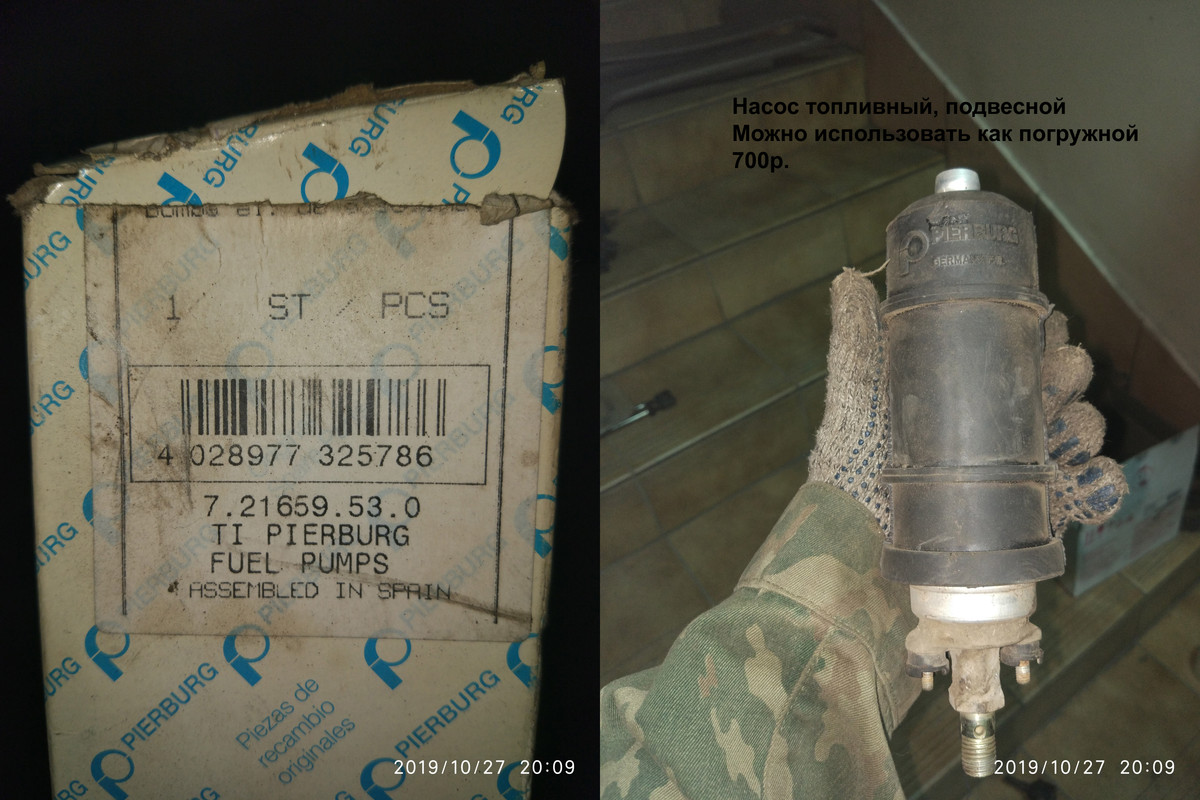 1 ST / PCS
4 028977 325786
7.21659.53.0
TI PIERBURG
FUEL PUMPS
* ASSEMBLED IN SPAIN
PIERBURG
PIERBURG
Piezas de
recambio
originales
2019/10/27 20:09
Насос топливный, подвесной
Можно использовать как погружной
700р.
PIERBURG
GERMANY
2019/10/27 20:09